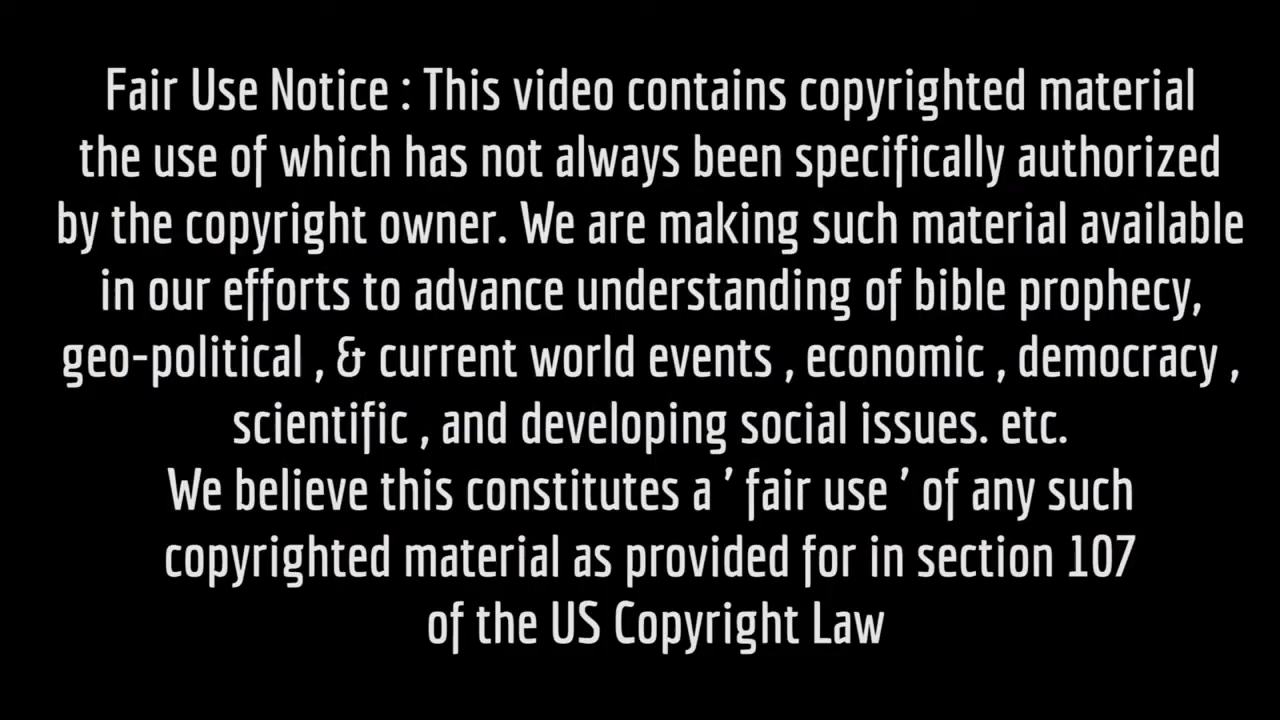 Fair Use Notice : This video contains copyrighted material
the use of which has not always been specifically authorized
by the copyright owner. We are making such material available
in our efforts to advance understanding of bible prophecy,
geo-political , & current world events , economic , democracy ,
scientific , and developing social issues. etc.
We believe this constitutes a ' fair use ' of any such
copyrighted material as provided for in section 107
of the US Copyright Law